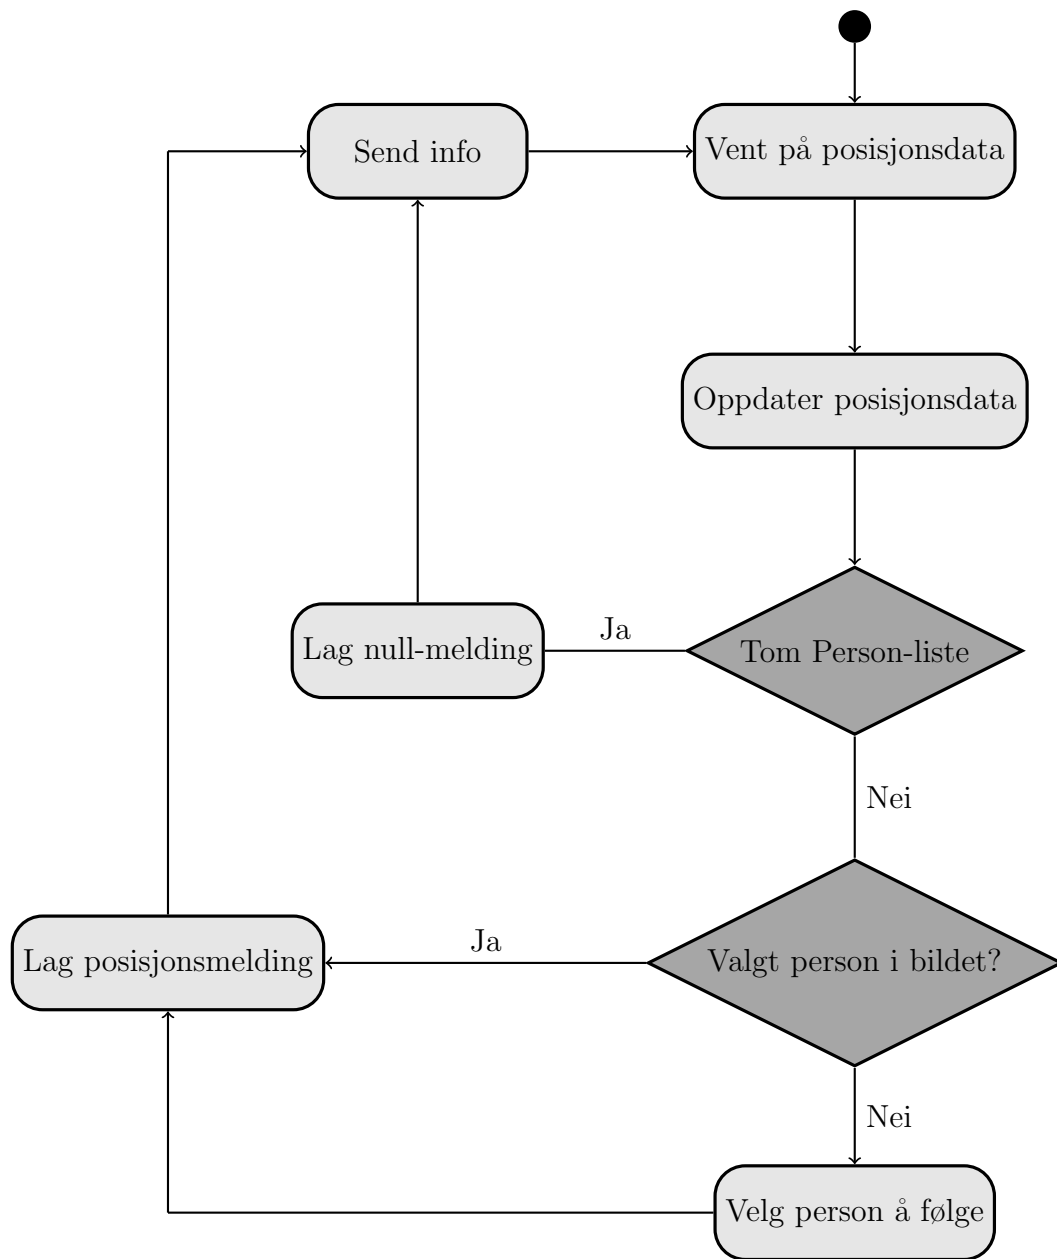 Send info
Vent på posisjonsdata
Oppdater posisjonsdata
Lag null-melding
Ja
Tom Person-liste
Nei
Lag posisjonsmelding
Ja
Valgt person i bildet?
Nei
Velg person å følge